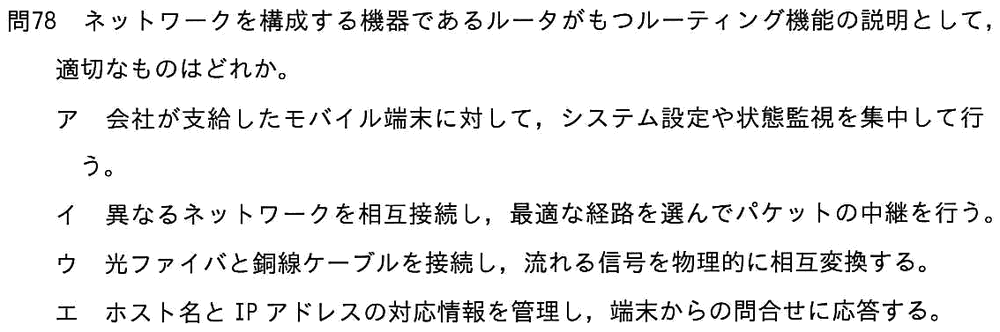 問78 ネットワークを構成する機器であるルータがもつルーティング機能の説明として，
適切なものはどれか。
ア 会社が支給したモバイル端末に対して，システム設定や状態監視を集中して行
う。
イ 異なるネットワークを相互接続し，最適な経路を選んでパケットの中継を行う。
ウ 光ファイバと銅線ケーブルを接続し，流れる信号を物理的に相互変換する。
エ ホスト名と IP アドレスの対応情報を管理し，端末からの問合せに応答する。